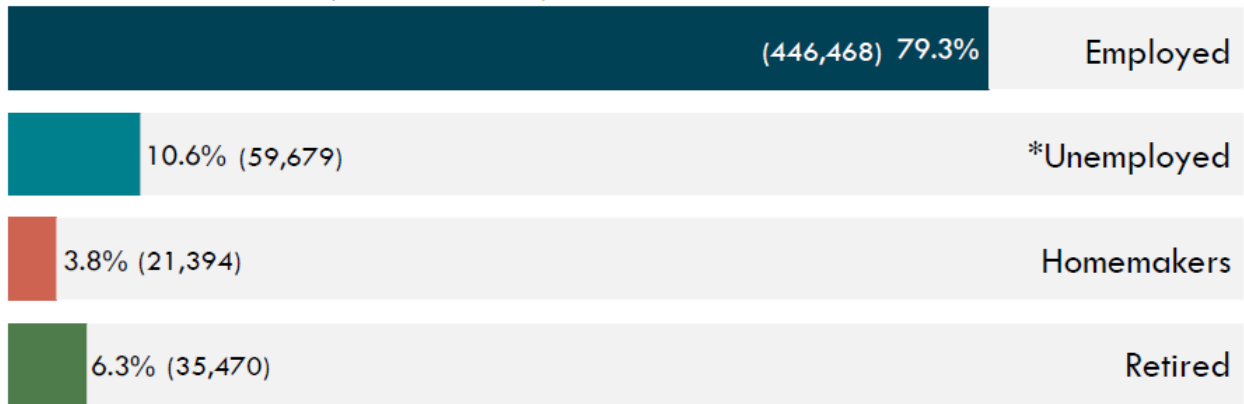 (446,468) 79.3% Employed
10.6% (59,679) *Unemployed
3.8% (21,394) Homemakers
6.3% (35,470) Retired